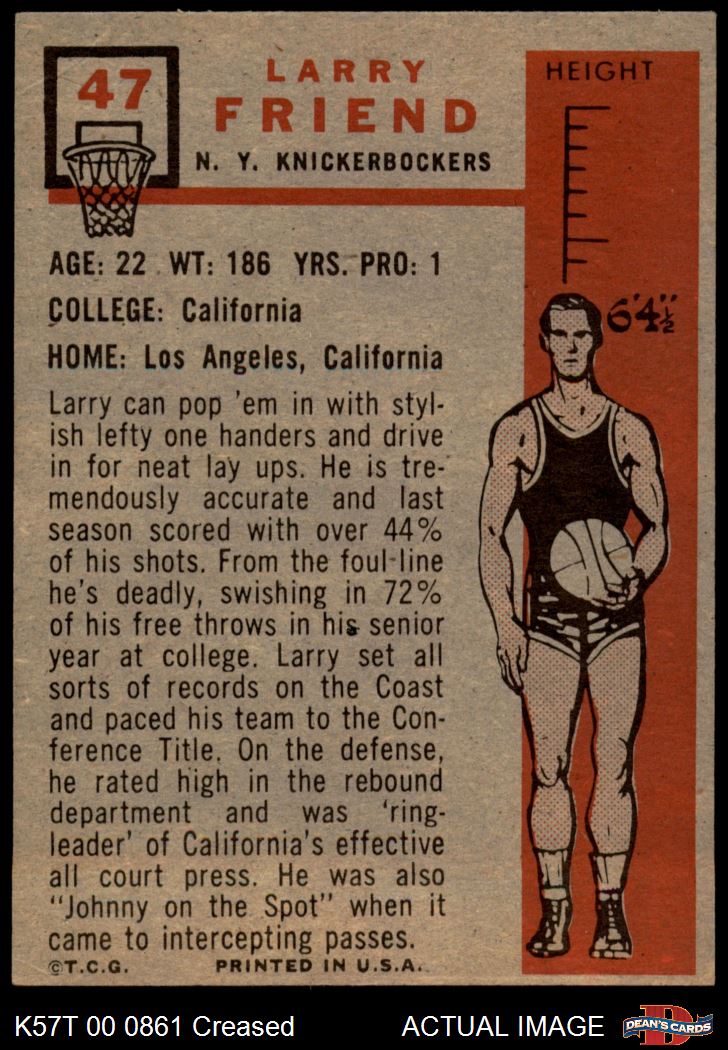 47
LARRY
FRIEND
N. Y. KNICKERBOCKERS
HEIGHT
6'4½"
AGE: 22 WT: 186 YRS. PRO: 1
COLLEGE: California
HOME: Los Angeles, California
Larry can pop 'em in with styl-
ish lefty one handers and drive
in for neat lay ups. He is tre-
mendously accurate and last
season scored with over 44%
of his shots. From the foul-line
he's deadly, swishing in 72%
of his free throws in his senior
year at college. Larry set all
sorts of records on the Coast
and paced his team to the Con-
ference Title. On the defense,
he rated high in the rebound
department and was 'ring-
leader' of California's effective
all court press. He was also
"Johnny on the Spot" when it
came to intercepting passes.
©T.C.G. PRINTED IN U.S.A.
K57T 00 0861 Creased ACTUAL IMAGE
D
DEAN'S CARDS